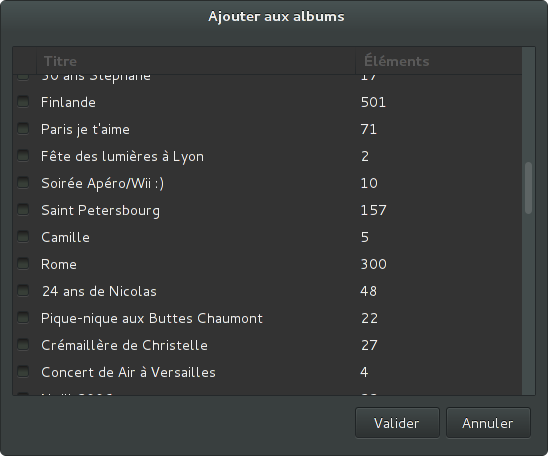 Ajouter aux albums
Titre Éléments
30 ans Stéphane 17
Finlande 501
Paris je t'aime 71
Fête des lumières à Lyon 2
Soirée Apéro/Wii :) 10
Saint Petersbourg 157
Camille 5
Rome 300
24 ans de Nicolas 48
Pique-nique aux Buttes Chaumont 22
Crémaillère de Christelle 27
Concert de Air à Versailles 4
Valider Annuler